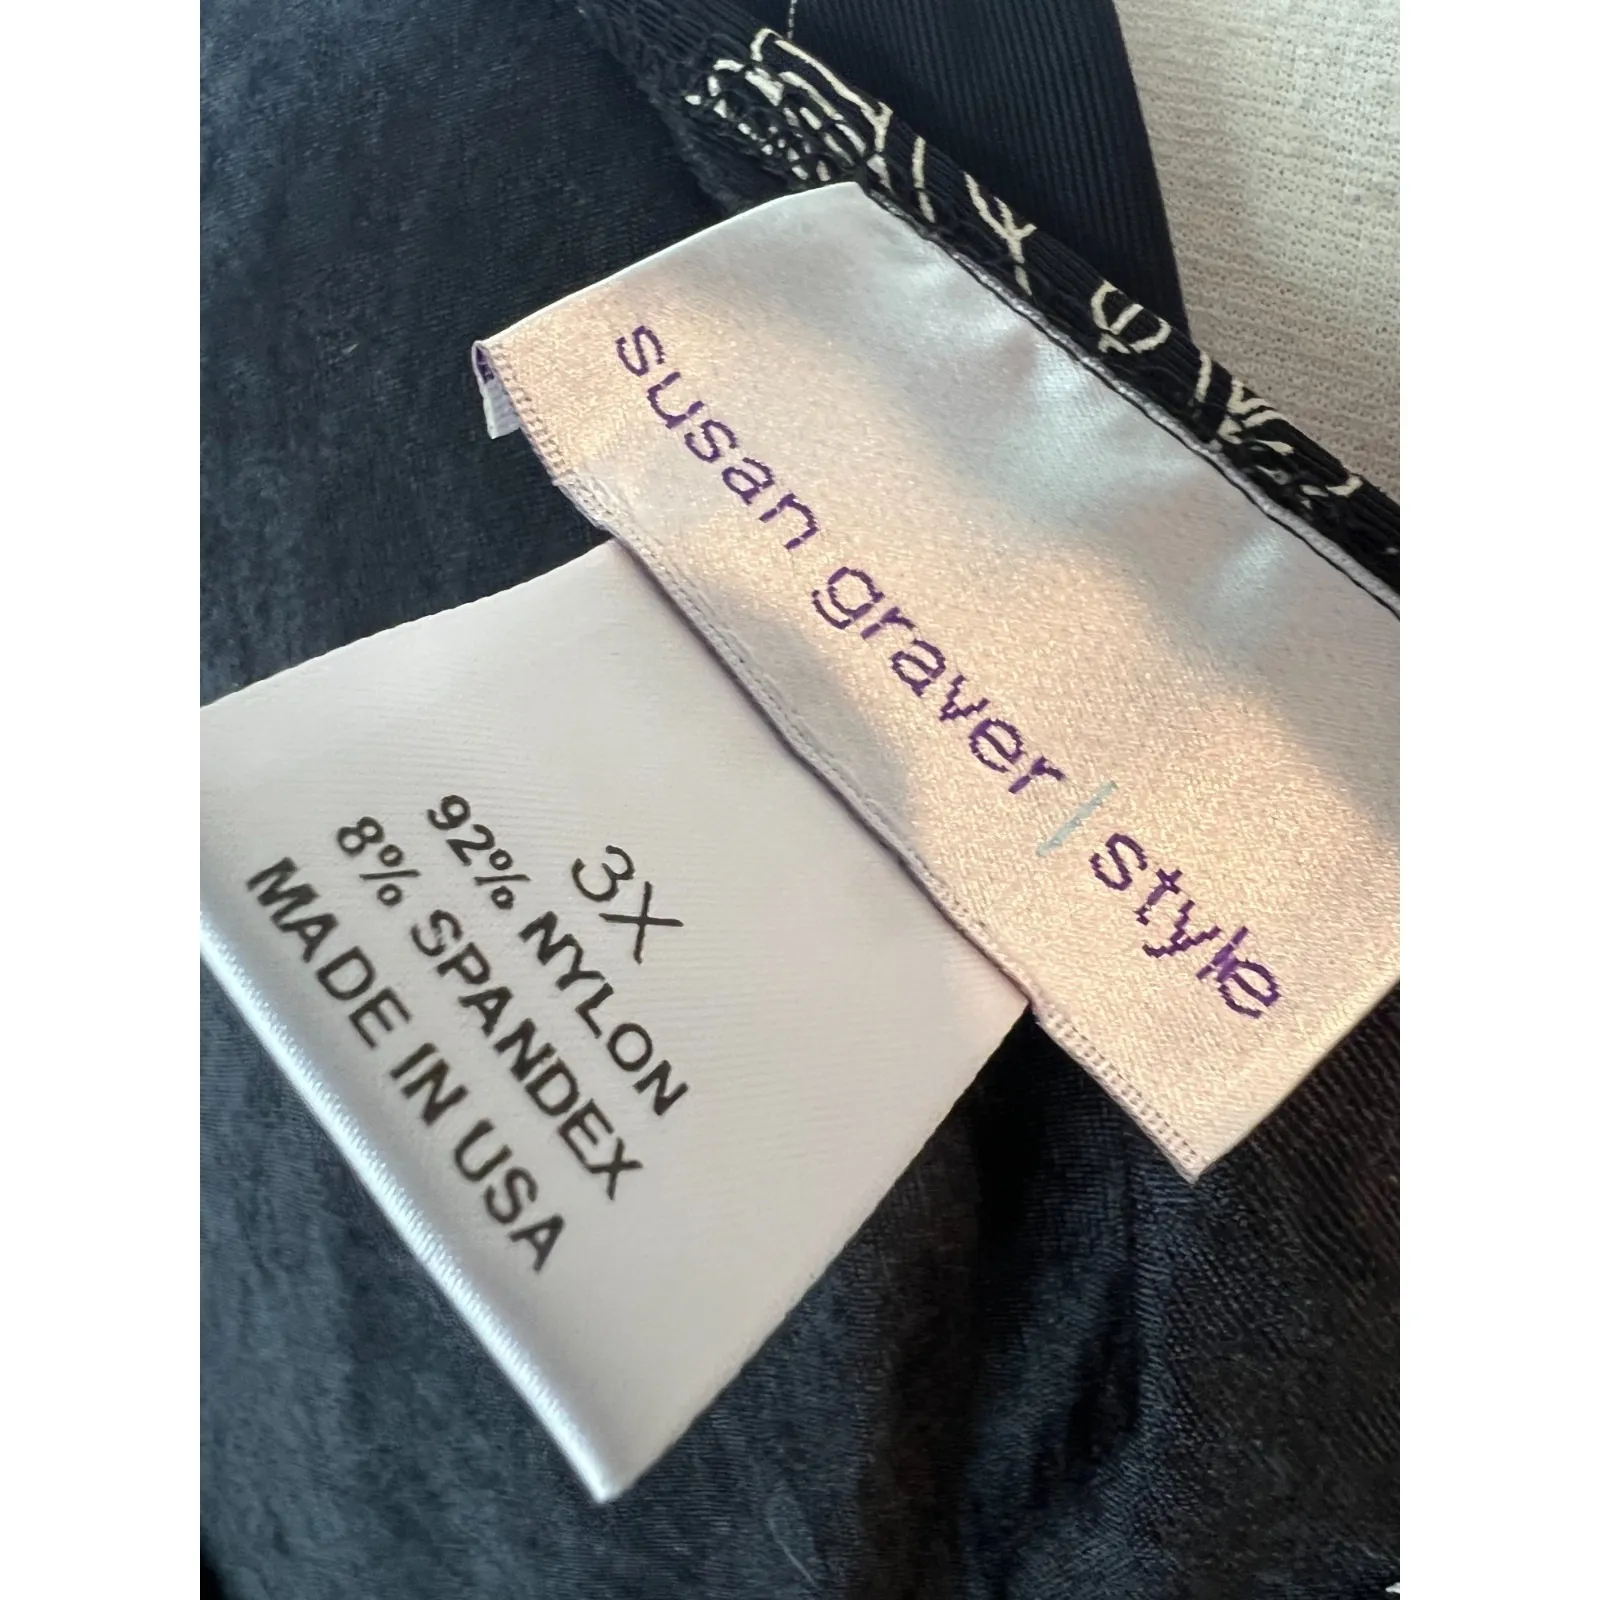 susan graver | style
3X
92% NYLON
8% SPANDEX
MADE IN USA